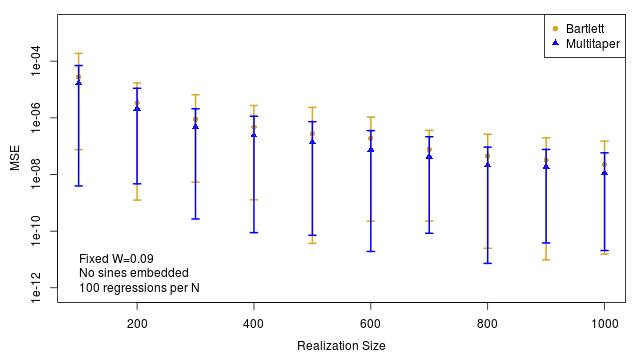 Bartlett
Multitaper
1e-04
1e-06
1e-08
1e-10
1e-12
MSE
Fixed W=0.09
No sines embedded
100 regressions per N
200 400 600 800 1000
Realization Size